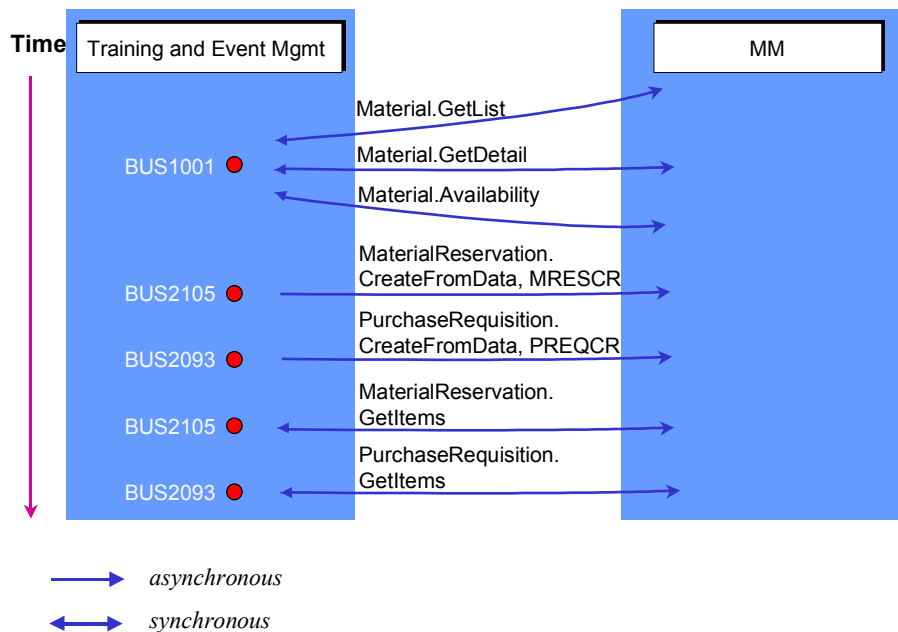 Time
Training and Event Mgmt
MM
Material.GetList
BUS1001
Material.GetDetail
Material.Availability
MaterialReservation.
CreateFromData, MRESCR
BUS2105
PurchaseRequisition.
CreateFromData, PREQCR
BUS2093
MaterialReservation.
GetItems
BUS2105
PurchaseRequisition.
GetItems
BUS2093
asynchronous
synchronous